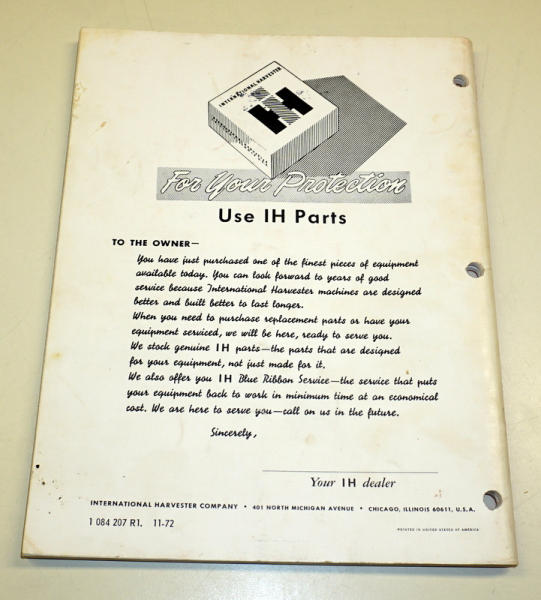 INTERNATIONAL HARVESTER
IH
For Your Protection
Use IH Parts
TO THE OWNER—
You have just purchased one of the finest pieces of equipment
available today. You can look forward to years of good
service because International Harvester machines are designed
better and built better to last longer.
When you need to purchase replacement parts or have your
equipment serviced, we will be here, ready to serve you.
We stock genuine IH parts—the parts that are designed
for your equipment, not just made for it.
We also offer you IH Blue Ribbon Service—the service that puts
your equipment back to work in minimum time at an economical
cost. We are here to serve you—call on us in the future.
Sincerely,
Your IH dealer
INTERNATIONAL HARVESTER COMPANY • 401 NORTH MICHIGAN AVENUE • CHICAGO, ILLINOIS 60611, U.S.A.
1 084 207 R1. 11-72
PRINTED IN UNITED STATES OF AMERICA